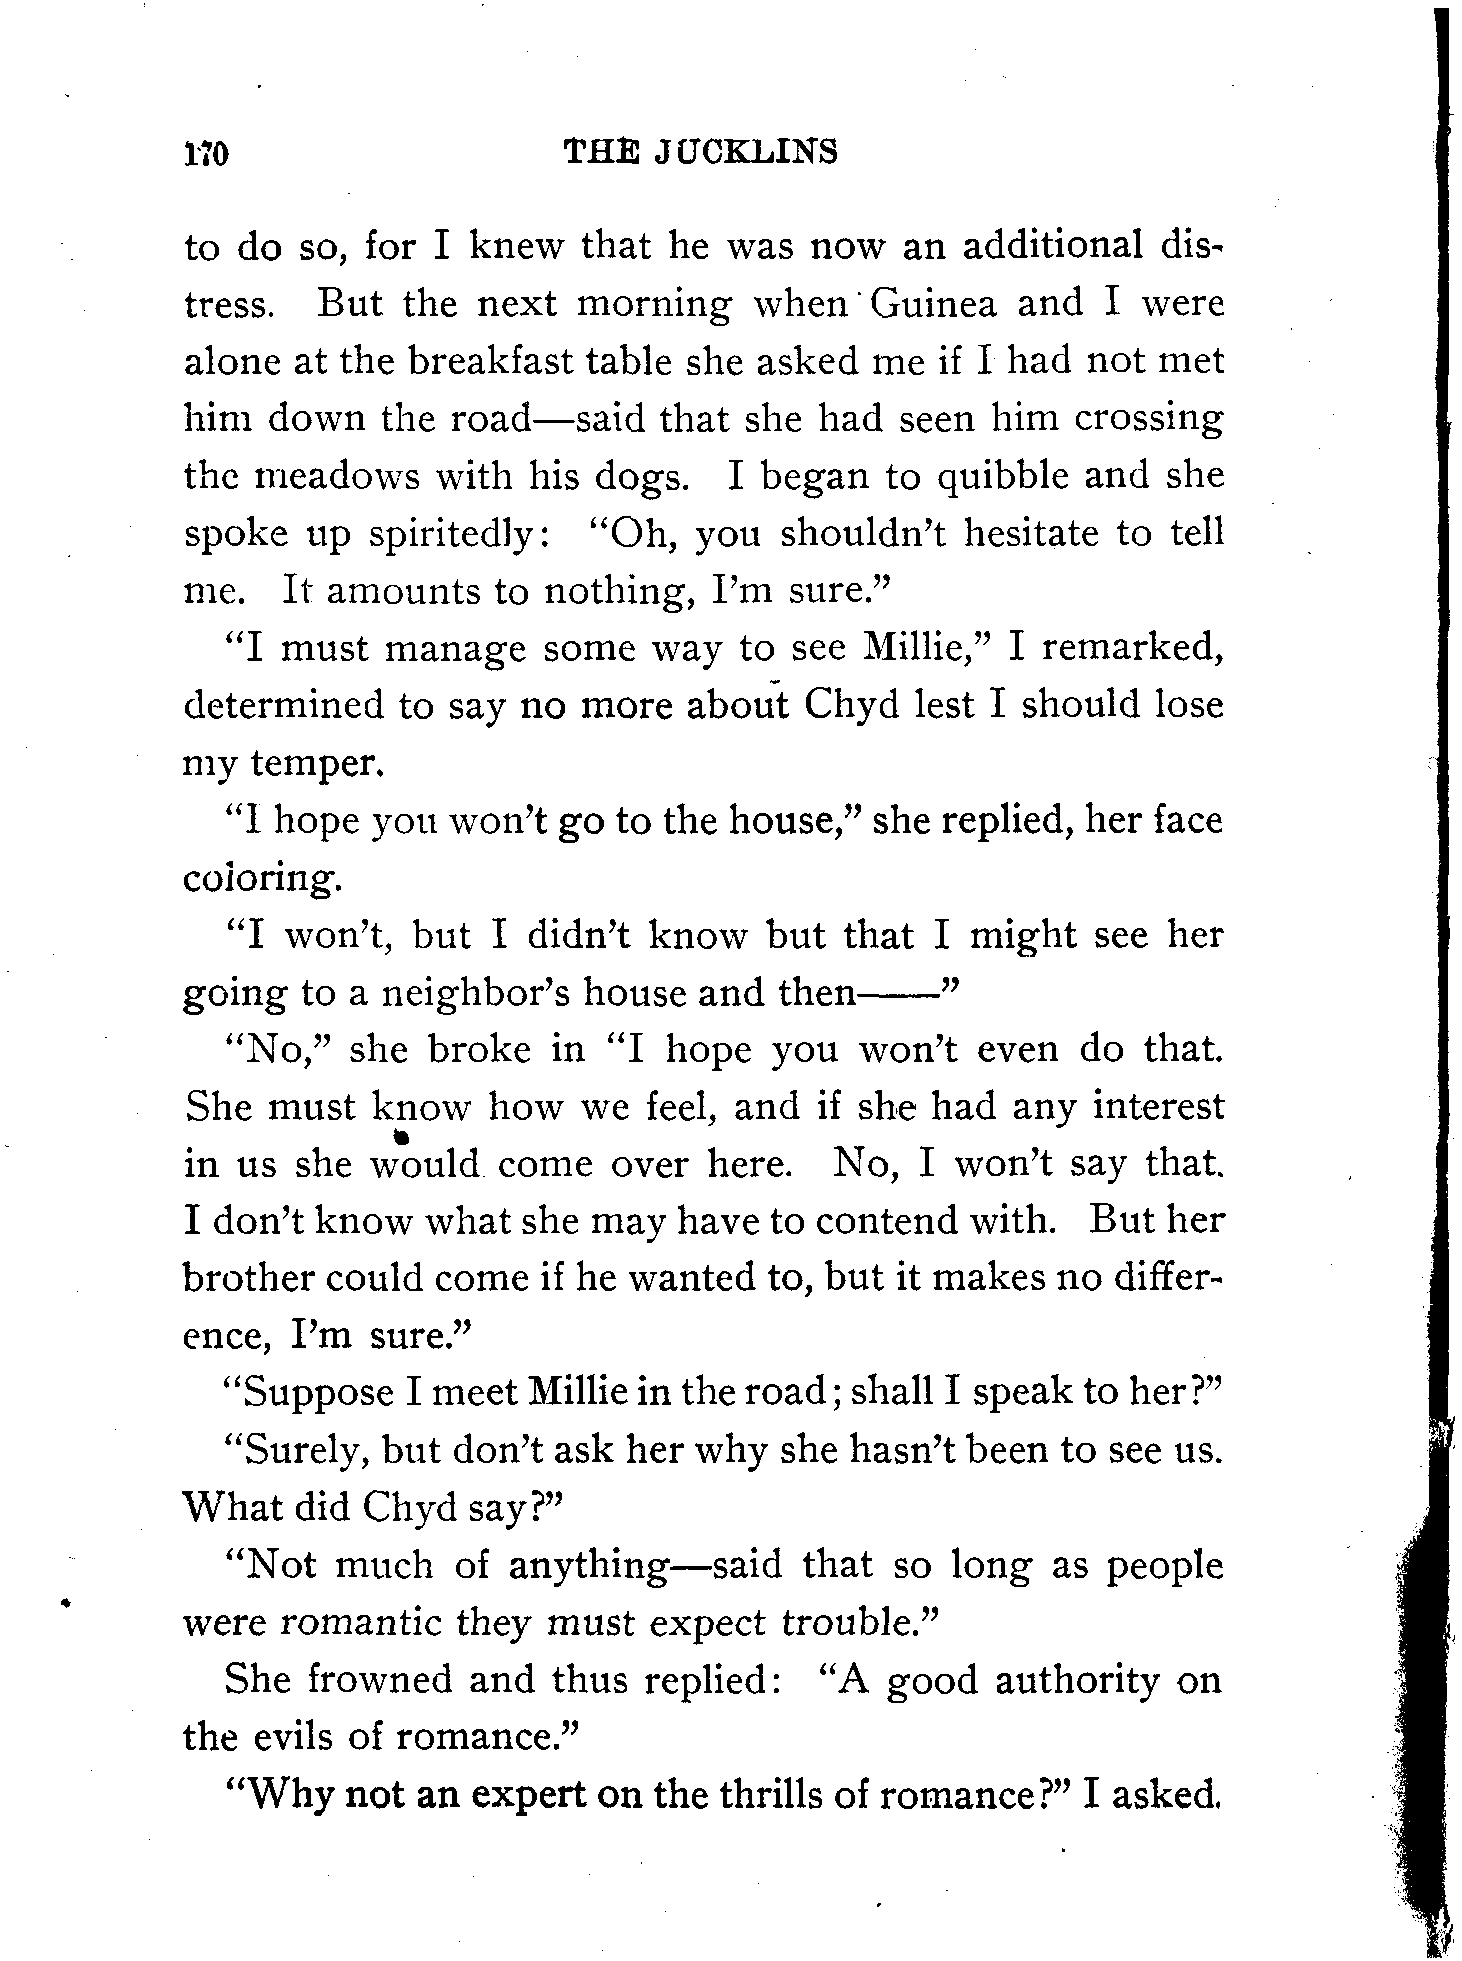 170 THE JUCKLINS
to do so, for I knew that he was now an additional dis-
tress. But the next morning when Guinea and I were
alone at the breakfast table she asked me if I had not met
him down the road—said that she had seen him crossing
the meadows with his dogs. I began to quibble and she
spoke up spiritedly: “Oh, you shouldn’t hesitate to tell
me. It amounts to nothing, I’m sure.”
“I must manage some way to see Millie,” I remarked,
determined to say no more about Chyd lest I should lose
my temper.
“I hope you won’t go to the house,” she replied, her face
coloring.
“I won’t, but I didn’t know but that I might see her
going to a neighbor’s house and then——”
“No,” she broke in “I hope you won’t even do that.
She must know how we feel, and if she had any interest
in us she would come over here. No, I won’t say that.
I don’t know what she may have to contend with. But her
brother could come if he wanted to, but it makes no differ-
ence, I’m sure.”
“Suppose I meet Millie in the road; shall I speak to her?”
“Surely, but don’t ask her why she hasn’t been to see us.
What did Chyd say?”
“Not much of anything—said that so long as people
were romantic they must expect trouble.”
She frowned and thus replied: “A good authority on
the evils of romance.”
“Why not an expert on the thrills of romance?” I asked.